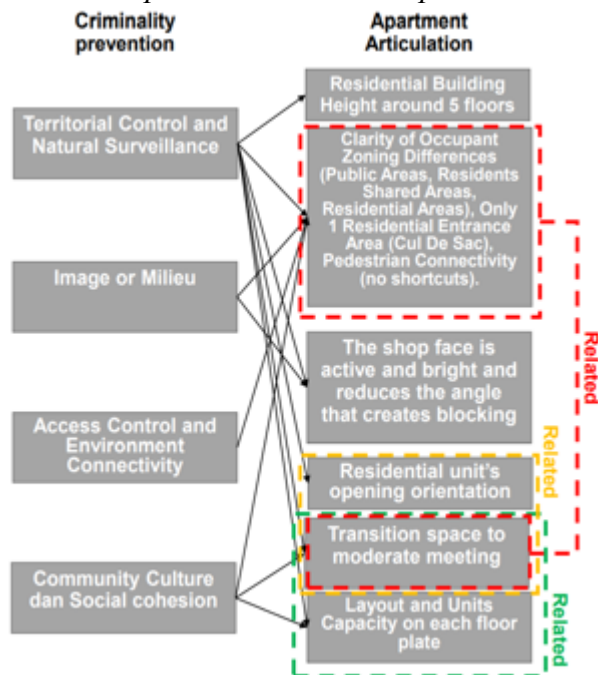 Criminality
prevention
Apartment
Articulation
Territorial Control and
Natural Surveillance
Image or Milieu
Access Control and
Environment
Connectivity
Community Culture
dan Social cohesion
Residential Building
Height around 5 floors
Clarity of Occupant
Zoning Differences
(Public Areas, Residents
Shared Areas,
Residential Areas), Only
1 Residential Entrance
Area (Cul De Sac),
Pedestrian Connectivity
(no shortcuts).
The shop face is
active and bright and
reduces the angle
that creates blocking
Residential unit's
opening orientation
Transition space to
moderate meeting
Layout and Units
Capacity on each floor
plate
Related
Related
Related